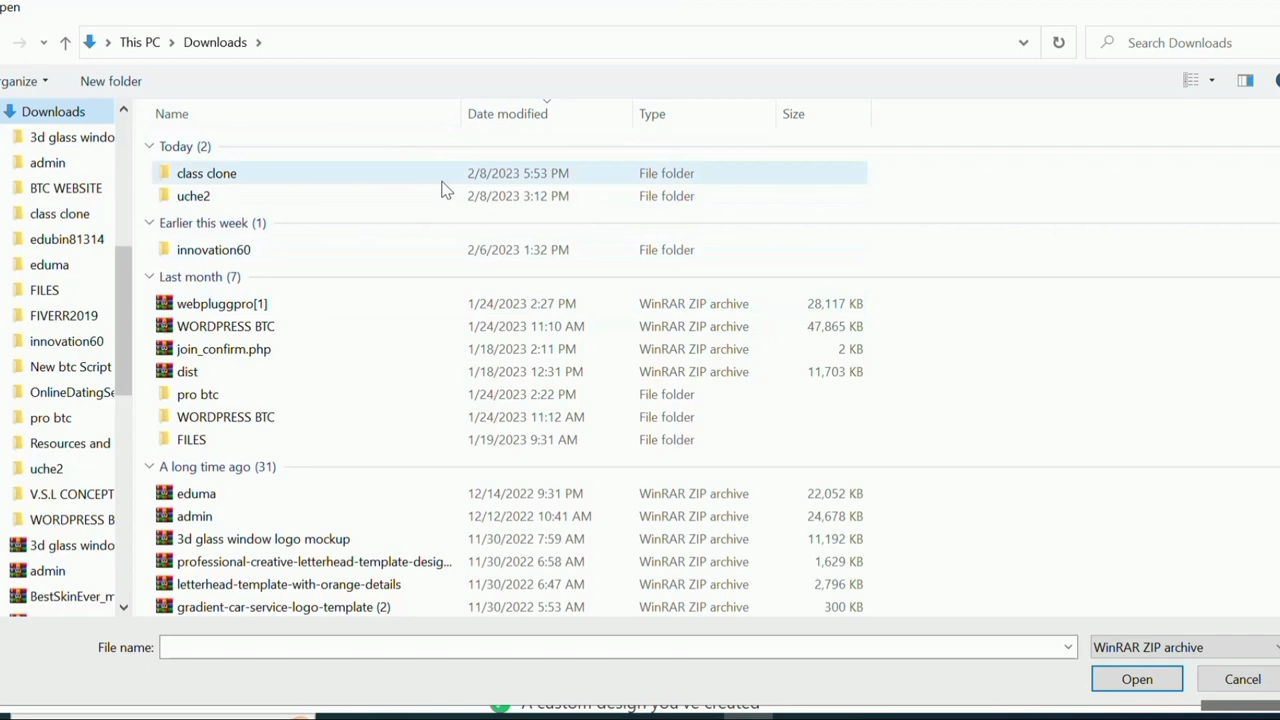 pen
This PC Downloads Search Downloads
rganize New folder
Downloads
3d glass windo
admin
BTC WEBSITE
class clone
edubin81314
eduma
FILES
FIVERR2019
innovation60
New btc Script
OnlineDatingSe
pro btc
Resources and
uche2
V.S.L CONCEPT
WORDPRESS B
3d glass windo
admin
BestSkinEver_m
Name Date modified Type Size
Today (2)
class clone 2/8/2023 5:53 PM File folder
uche2 2/8/2023 3:12 PM File folder
Earlier this week (1)
innovation60 2/6/2023 1:32 PM File folder
Last month (7)
webpluggpro[1] 1/24/2023 2:27 PM WinRAR ZIP archive 28,117 KB
WORDPRESS BTC 1/24/2023 11:10 AM WinRAR ZIP archive 47,865 KB
join_confirm.php 1/18/2023 2:11 PM WinRAR ZIP archive 2 KB
dist 1/18/2023 12:31 PM WinRAR ZIP archive 11,703 KB
pro btc 1/24/2023 2:22 PM File folder
WORDPRESS BTC 1/24/2023 11:12 AM File folder
FILES 1/19/2023 9:31 AM File folder
A long time ago (31)
eduma 12/14/2022 9:31 PM WinRAR ZIP archive 22,052 KB
admin 12/12/2022 10:41 AM WinRAR ZIP archive 24,678 KB
3d glass window logo mockup 11/30/2022 7:59 AM WinRAR ZIP archive 11,192 KB
professional-creative-letterhead-template-desig... 11/30/2022 6:58 AM WinRAR ZIP archive 1,629 KB
letterhead-template-with-orange-details 11/30/2022 6:47 AM WinRAR ZIP archive 2,796 KB
gradient-car-service-logo-template (2) 11/30/2022 5:53 AM WinRAR ZIP archive 300 KB
File name: WinRAR ZIP archive
Open Cancel
A custom design you've created